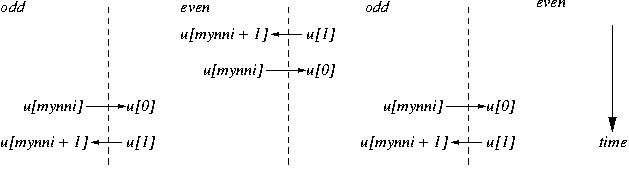 odd even odd even
u[mynni + 1] u[1]
u[mynni] u[0]
u[mynni] u[0] u[mynni] u[0]
u[mynni + 1] u[1] u[mynni + 1] u[1] time